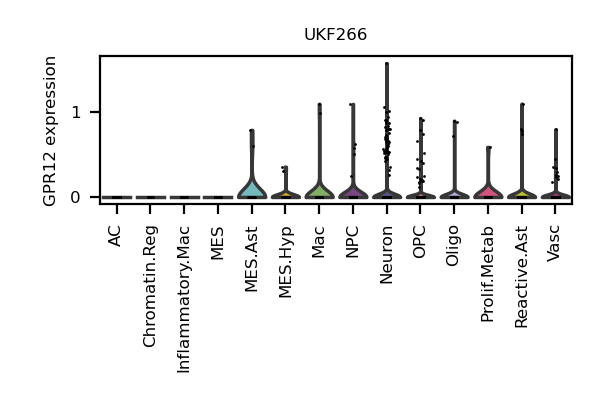 UKF266
GPR12 expression
1
0
AC
Chromatin.Reg
Inflammatory.Mac
MES
MES.Ast
MES.Hyp
Mac
NPC
Neuron
OPC
Oligo
Prolif.Metab
Reactive.Ast
Vasc